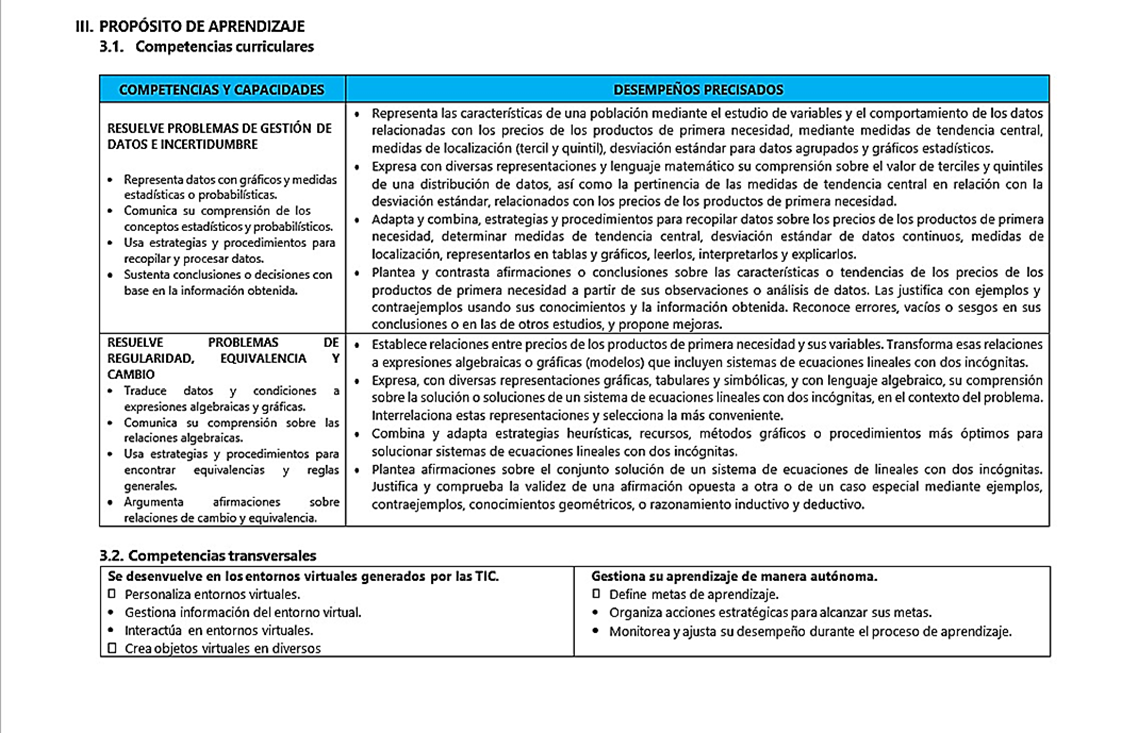 III. PROPÓSITO DE APRENDIZAJE
3.1. Competencias curriculares
COMPETENCIAS Y CAPACIDADES
DESEMPEÑOS PRECISADOS
RESUELVE PROBLEMAS DE GESTIÓN DE
DATOS E INCERTIDUMBRE
• Representa datos con gráficos y medidas
estadísticas o probabilísticas.
• Comunica su comprensión de los
conceptos estadísticos y probabilísticos.
• Usa estrategias y procedimientos para
recopilar y procesar datos.
• Sustenta conclusiones o decisiones con
base en la información obtenida.
• Representa las características de una población mediante el estudio de variables y el comportamiento de los datos
relacionadas con los precios de los productos de primera necesidad, mediante medidas de tendencia central,
medidas de localización (tercil y quintil), desviación estándar para datos agrupados y gráficos estadísticos.
• Expresa con diversas representaciones y lenguaje matemático su comprensión sobre el valor de terciles y quintiles
de una distribución de datos, así como la pertinencia de las medidas de tendencia central en relación con la
desviación estándar, relacionados con los precios de los productos de primera necesidad.
• Adapta y combina, estrategias y procedimientos para recopilar datos sobre los precios de los productos de primera
necesidad, determinar medidas de tendencia central, desviación estándar de datos continuos, medidas de
localización, representarlos en tablas y gráficos, leerlos, interpretarlos y explicarlos.
• Plantea y contrasta afirmaciones o conclusiones sobre las características o tendencias de los precios de los
productos de primera necesidad a partir de sus observaciones o análisis de datos. Las justifica con ejemplos y
contraejemplos usando sus conocimientos y la información obtenida. Reconoce errores, vacíos o sesgos en sus
conclusiones o en las de otros estudios, y propone mejoras.
RESUELVE PROBLEMAS DE
REGULARIDAD, EQUIVALENCIA Y
CAMBIO
• Traduce datos y condiciones a
expresiones algebraicas y gráficas.
• Comunica su comprensión sobre las
relaciones algebraicas.
• Usa estrategias y procedimientos para
encontrar equivalencias y reglas
generales.
• Argumenta afirmaciones sobre
relaciones de cambio y equivalencia.
• Establece relaciones entre precios de los productos de primera necesidad y sus variables. Transforma esas relaciones
a expresiones algebraicas o gráficas (modelos) que incluyen sistemas de ecuaciones lineales con dos incógnitas.
• Expresa, con diversas representaciones gráficas, tabulares y simbólicas, y con lenguaje algebraico, su comprensión
sobre la solución o soluciones de un sistema de ecuaciones lineales con dos incógnitas, en el contexto del problema.
Interrelaciona estas representaciones y selecciona la más conveniente.
• Combina y adapta estrategias heurísticas, recursos, métodos gráficos o procedimientos más óptimos para
solucionar sistemas de ecuaciones lineales con dos incógnitas.
• Plantea afirmaciones sobre el conjunto solución de un sistema de ecuaciones de lineales con dos incógnitas.
Justifica y comprueba la validez de una afirmación opuesta a otra o de un caso especial mediante ejemplos,
contraejemplos, conocimientos geométricos, o razonamiento inductivo y deductivo.
3.2. Competencias transversales
Se desenvuelve en los entornos virtuales generados por las TIC.
▯ Personaliza entornos virtuales.
• Gestiona información del entorno virtual.
• Interactúa en entornos virtuales.
▯ Crea objetos virtuales en diversos
Gestiona su aprendizaje de manera autónoma.
▯ Define metas de aprendizaje.
• Organiza acciones estratégicas para alcanzar sus metas.
• Monitorea y ajusta su desempeño durante el proceso de aprendizaje.